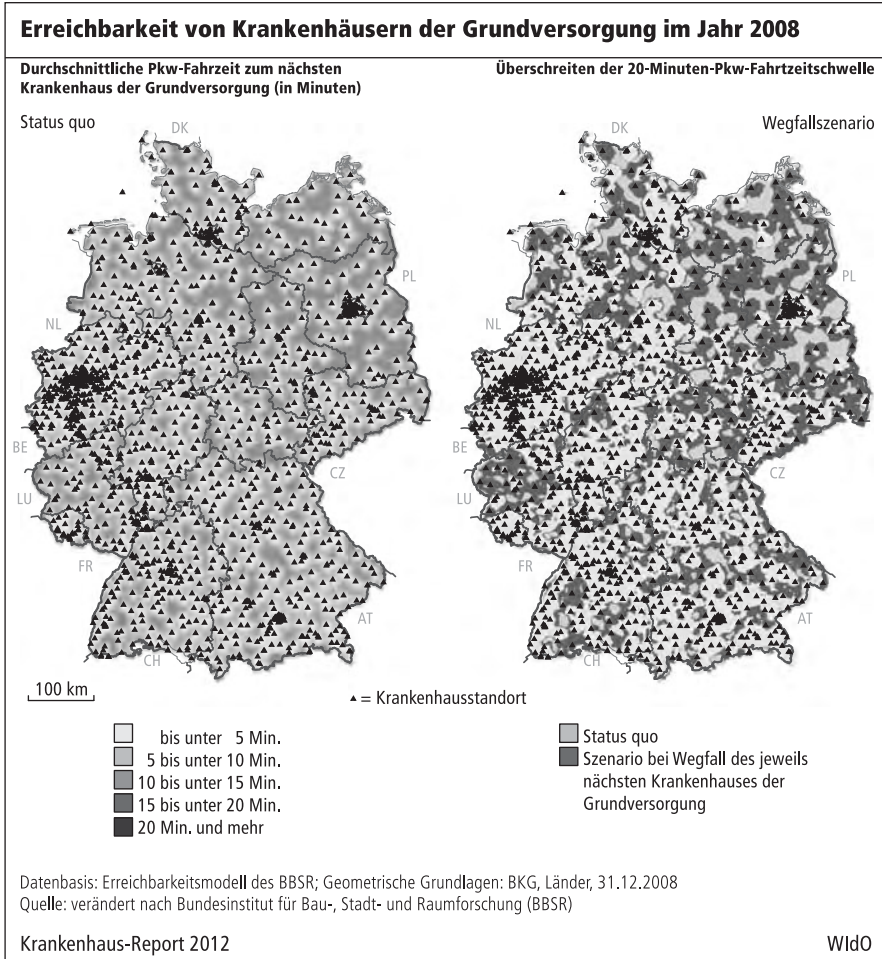 Erreichbarkeit von Krankenhäusern der Grundversorgung im Jahr 2008
Durchschnittliche Pkw-Fahrzeit zum nächsten
Krankenhaus der Grundversorgung (in Minuten)
Status quo
DK
PL
NL
BE
LU
CZ
FR
AT
CH
100 km
Überschreiten der 20-Minuten-Pkw-Fahrtzeitschwelle
Wegfallszenario
DK
PL
NL
BE
LU
CZ
FR
AT
CH
▲ = Krankenhausstandort
bis unter 5 Min.
5 bis unter 10 Min.
10 bis unter 15 Min.
15 bis unter 20 Min.
20 Min. und mehr
Status quo
Szenario bei Wegfall des jeweils
nächsten Krankenhauses der
Grundversorgung
Datenbasis: Erreichbarkeitsmodell des BBSR; Geometrische Grundlagen: BKG, Länder, 31.12.2008
Quelle: verändert nach Bundesinstitut für Bau-, Stadt- und Raumforschung (BBSR)
Krankenhaus-Report 2012
WIdO